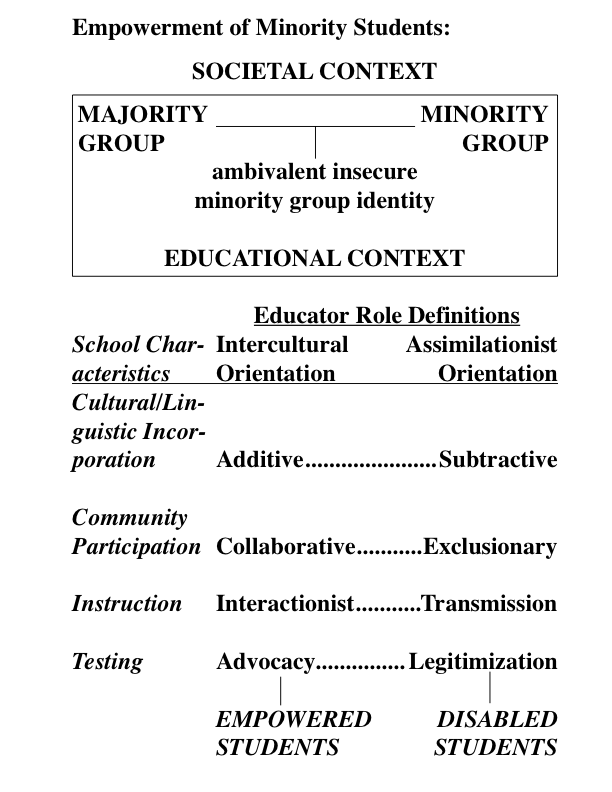 Empowerment of Minority Students:
SOCIETAL CONTEXT
MAJORITY MINORITY
GROUP GROUP
ambivalent insecure
minority group identity
EDUCATIONAL CONTEXT
Educator Role Definitions
School Char- Intercultural Assimilationist
acteristics Orientation Orientation
Cultural/Lin-
guistic Incor-
poration Additive......................Subtractive
Community
Participation Collaborative...........Exclusionary
Instruction Interactionist...........Transmission
Testing Advocacy...............Legitimization
EMPOWERED DISABLED
STUDENTS STUDENTS